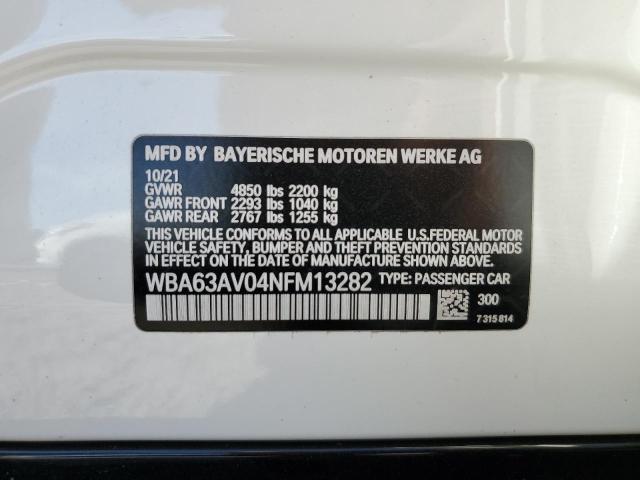 MFD BY BAYERISCHE MOTOREN WERKE AG
10/21
GVWR 4850 lbs 2200 kg
GAWR FRONT 2293 lbs 1040 kg
GAWR REAR 2767 lbs 1255 kg
THIS VEHICLE CONFORMS TO ALL APPLICABLE U.S.FEDERAL MOTOR
VEHICLE SAFETY, BUMPER AND THEFT PREVENTION STANDARDS
IN EFFECT ON THE DATE OF MANUFACTURE SHOWN ABOVE.
WBA63AV04NFM13282 TYPE: PASSENGER CAR
300
7 315 814